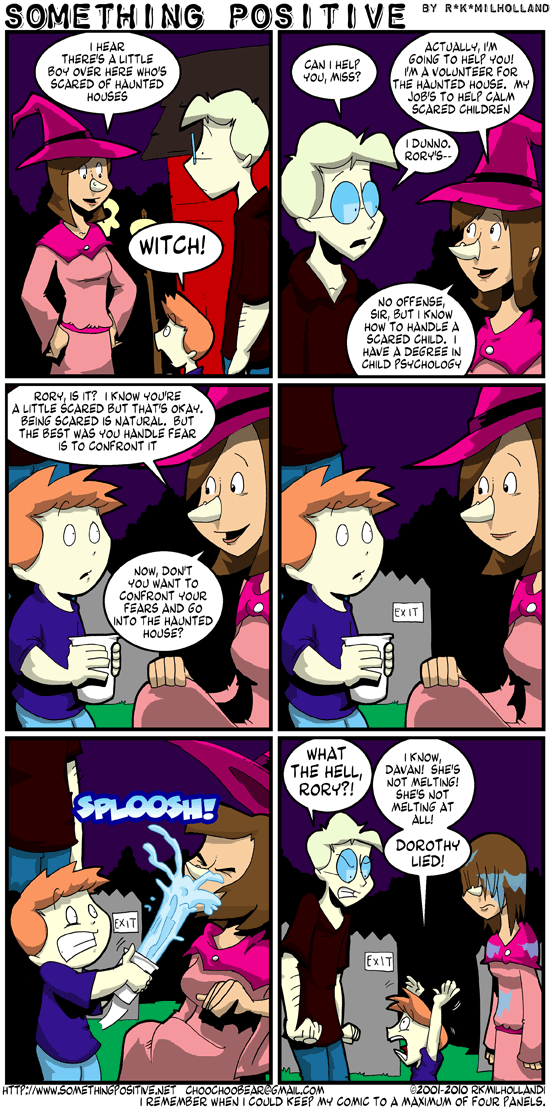 SOMETHING POSITIVE BY R*K*MILHOLLAND
I HEAR
THERE'S A LITTLE
BOY OVER HERE WHO'S
SCARED OF HAUNTED
HOUSES
WITCH!
CAN I HELP
YOU, MISS?
ACTUALLY, I'M
GOING TO HELP YOU!
I'M A VOLUNTEER FOR
THE HAUNTED HOUSE. MY
JOB'S TO HELP CALM
SCARED CHILDREN
I DUNNO.
RORY'S--
NO OFFENSE,
SIR, BUT I KNOW
HOW TO HANDLE A
SCARED CHILD. I
HAVE A DEGREE IN
CHILD PSYCHOLOGY
RORY, IS IT? I KNOW YOU'RE
A LITTLE SCARED BUT THAT'S OKAY.
BEING SCARED IS NATURAL. BUT
THE BEST WAS YOU HANDLE FEAR
IS TO CONFRONT IT
NOW, DON'T
YOU WANT TO
CONFRONT YOUR
FEARS AND GO
INTO THE HAUNTED
HOUSE?
EXIT
SPLOOSH!
EXIT
WHAT
THE HELL,
RORY?!
I KNOW,
DAVAN! SHE'S
NOT MELTING!
SHE'S NOT
MELTING AT
ALL!
DOROTHY
LIED!
EXIT
HTTP://WWW.SOMETHINGPOSITIVE.NET CHOOCHOOBEAR@GMAIL.COM ©2001-2010 RKMILHOLLAND!
I REMEMBER WHEN I COULD KEEP MY COMIC TO A MAXIMUM OF FOUR PANELS.